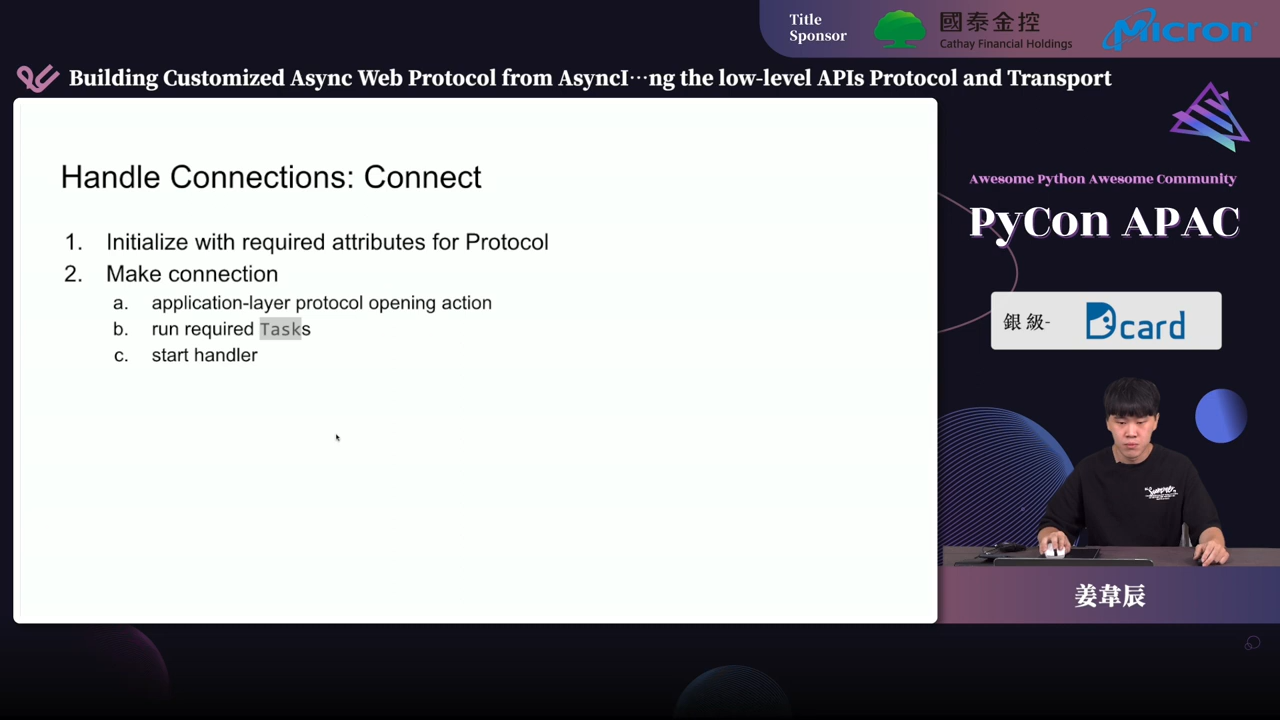 Title
Sponsor
國泰金控
Cathay Financial Holdings
Micron
Building Customized Async Web Protocol from AsyncI…ng the low-level APIs Protocol and Transport
Handle Connections: Connect
1. Initialize with required attributes for Protocol
2. Make connection
a. application-layer protocol opening action
b. run required Tasks
c. start handler
Awesome Python Awesome Community
PyCon APAC
銀級- Dcard
姜韋辰